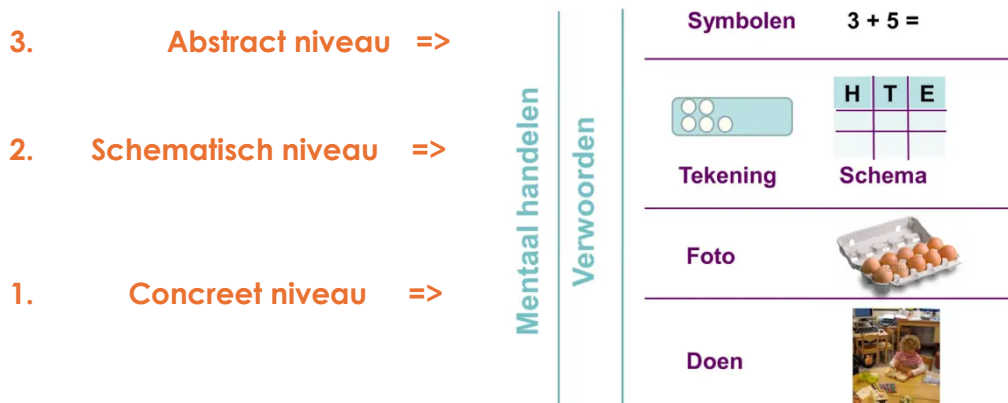 3. Abstract niveau =>
2. Schematisch niveau =>
1. Concreet niveau =>
Mentaal handelen
Verwoorden
Symbolen 3 + 5 =
H T E
Tekening Schema
Foto
Doen